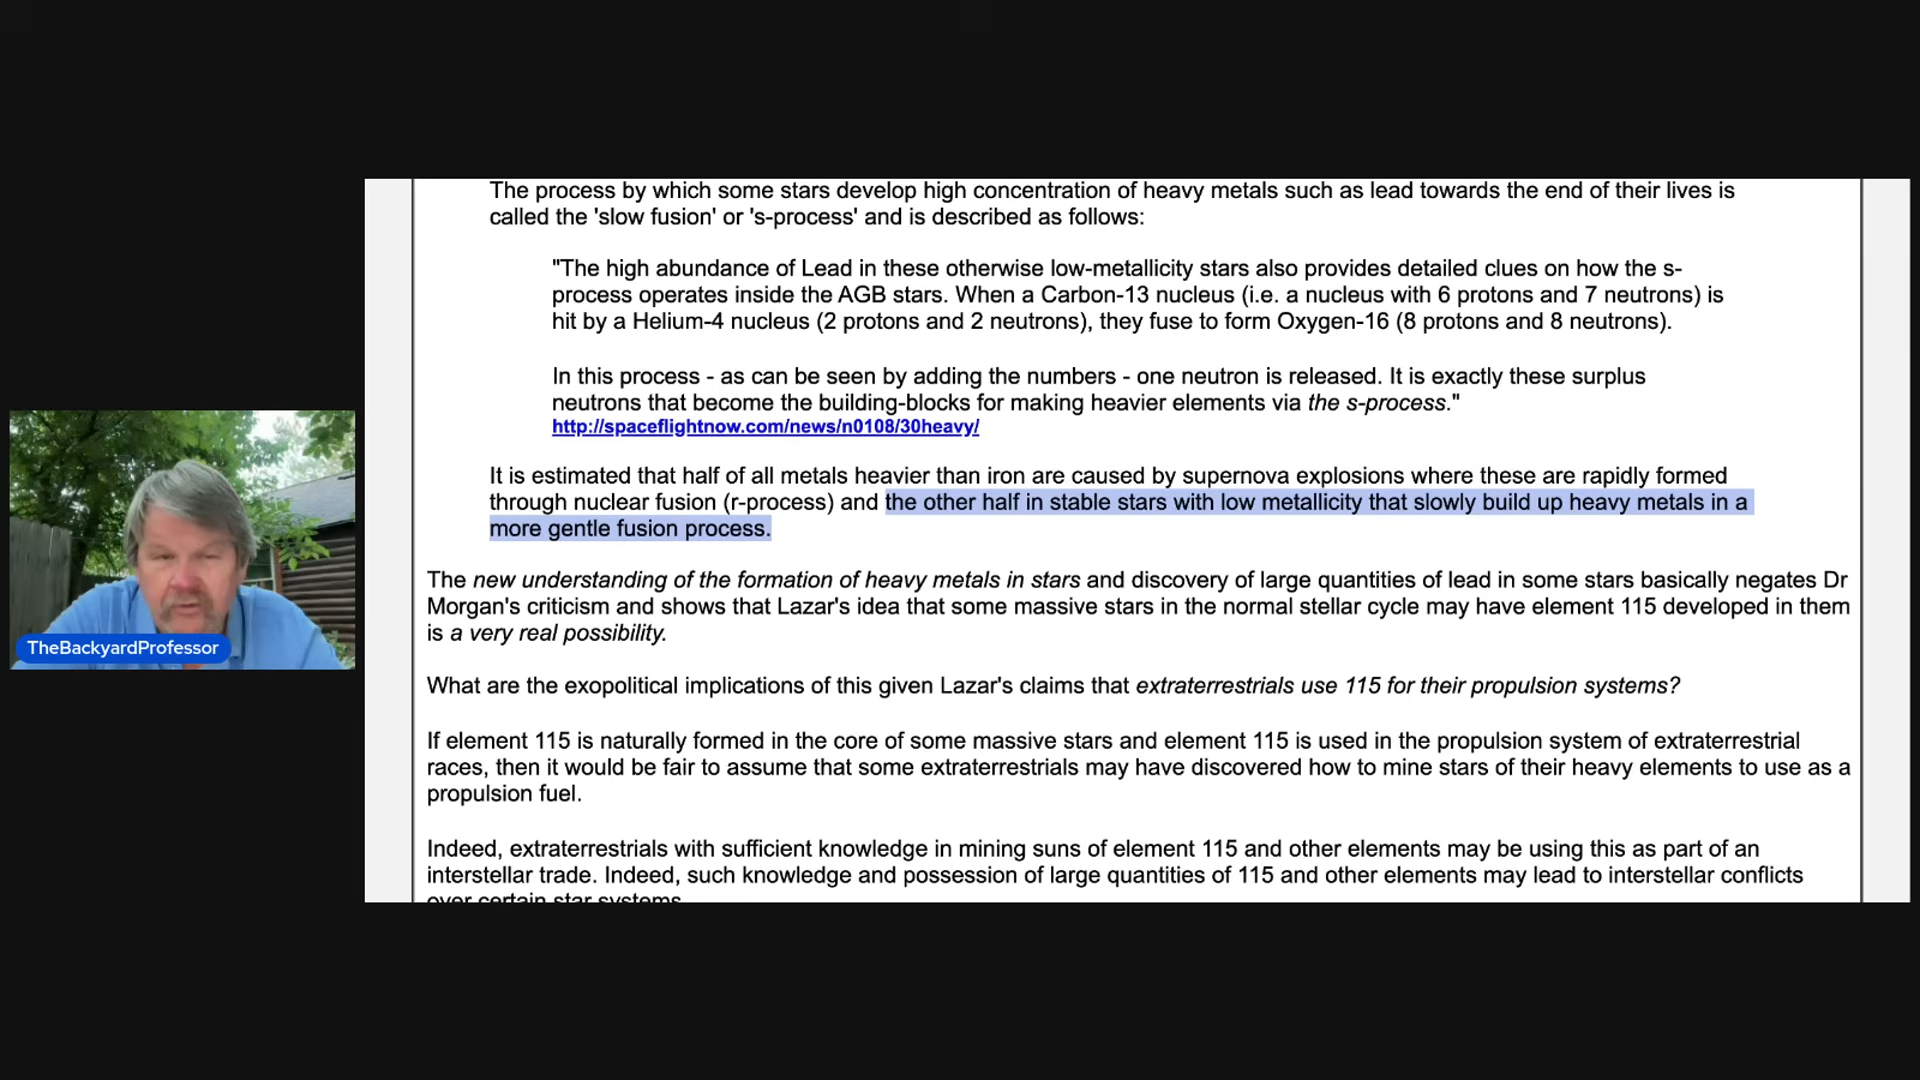 The process by which some stars develop high concentration of heavy metals such as lead towards the end of their lives is
called the 'slow fusion' or 's-process' and is described as follows:
"The high abundance of Lead in these otherwise low-metallicity stars also provides detailed clues on how the s-
process operates inside the AGB stars. When a Carbon-13 nucleus (i.e. a nucleus with 6 protons and 7 neutrons) is
hit by a Helium-4 nucleus (2 protons and 2 neutrons), they fuse to form Oxygen-16 (8 protons and 8 neutrons).
In this process - as can be seen by adding the numbers - one neutron is released. It is exactly these surplus
neutrons that become the building-blocks for making heavier elements via the s-process."
http://spaceflightnow.com/news/n0108/30heavy/
It is estimated that half of all metals heavier than iron are caused by supernova explosions where these are rapidly formed
through nuclear fusion (r-process) and the other half in stable stars with low metallicity that slowly build up heavy metals in a
more gentle fusion process.
The new understanding of the formation of heavy metals in stars and discovery of large quantities of lead in some stars basically negates Dr
Morgan's criticism and shows that Lazar's idea that some massive stars in the normal stellar cycle may have element 115 developed in them
is a very real possibility.
What are the exopolitical implications of this given Lazar's claims that extraterrestrials use 115 for their propulsion systems?
If element 115 is naturally formed in the core of some massive stars and element 115 is used in the propulsion system of extraterrestrial
races, then it would be fair to assume that some extraterrestrials may have discovered how to mine stars of their heavy elements to use as a
propulsion fuel.
Indeed, extraterrestrials with sufficient knowledge in mining suns of element 115 and other elements may be using this as part of an
interstellar trade. Indeed, such knowledge and possession of large quantities of 115 and other elements may lead to interstellar conflicts
over certain star systems.
TheBackyardProfessor